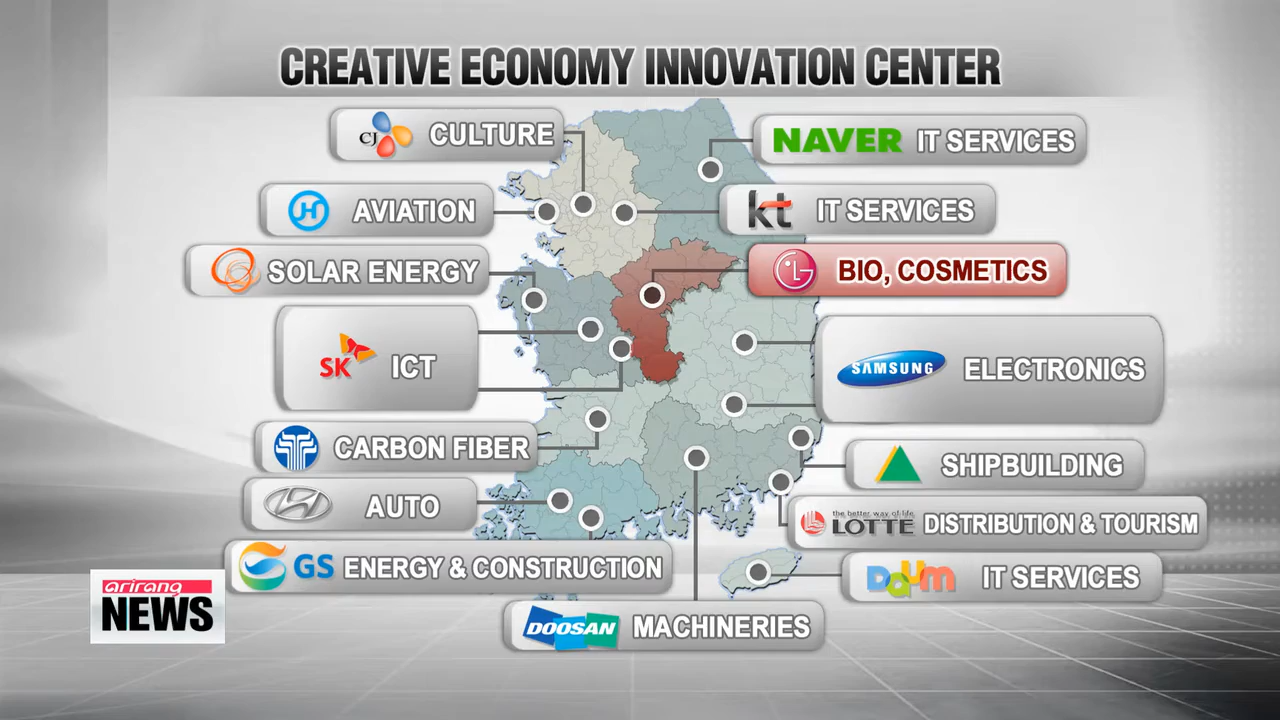 CREATIVE ECONOMY INNOVATION CENTER
CJ CULTURE
NAVER IT SERVICES
H AVIATION
kt IT SERVICES
SOLAR ENERGY
LG BIO, COSMETICS
SK ICT
SAMSUNG ELECTRONICS
CARBON FIBER
SHIPBUILDING
AUTO
the better way of life
LOTTE DISTRIBUTION & TOURISM
GS ENERGY & CONSTRUCTION
Daum IT SERVICES
arirang
NEWS
DOOSAN MACHINERIES